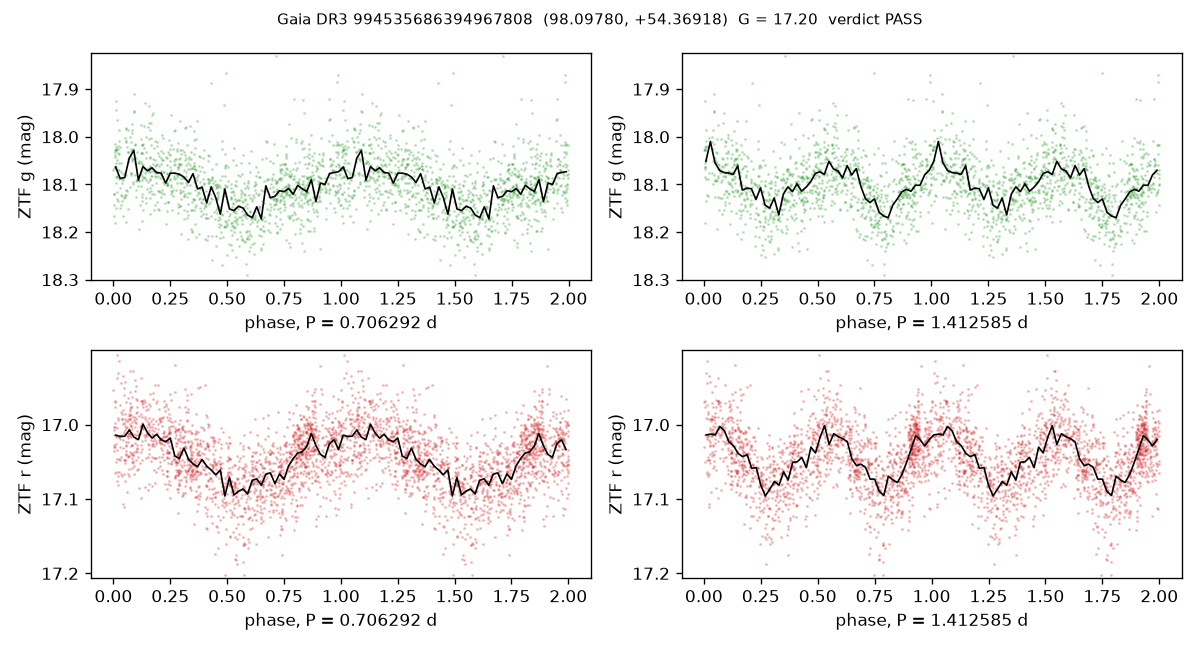 Gaia DR3 994535686394967808 (98.09780, +54.36918) G = 17.20 verdict PASS
ZTF g (mag)
17.9
18.0
18.1
18.2
18.3
0.00 0.25 0.50 0.75 1.00 1.25 1.50 1.75 2.00
phase, P = 0.706292 d
ZTF g (mag)
17.9
18.0
18.1
18.2
18.3
0.00 0.25 0.50 0.75 1.00 1.25 1.50 1.75 2.00
phase, P = 1.412585 d
ZTF r (mag)
17.0
17.1
17.2
0.00 0.25 0.50 0.75 1.00 1.25 1.50 1.75 2.00
phase, P = 0.706292 d
ZTF r (mag)
17.0
17.1
17.2
0.00 0.25 0.50 0.75 1.00 1.25 1.50 1.75 2.00
phase, P = 1.412585 d